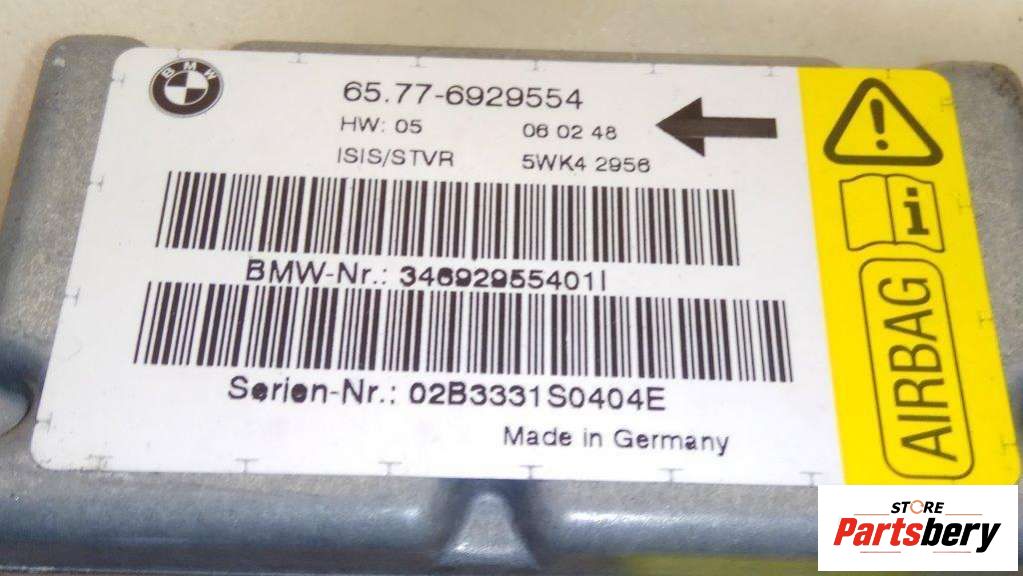 BMW
65.77-6929554
HW: 05 06 02 48
ISIS/STVR 5WK4 2956
BMW-Nr.: 34692955401I
Serien-Nr.: 02B3331S0404E
Made in Germany
i
AIRBAG
STORE
Partsbery